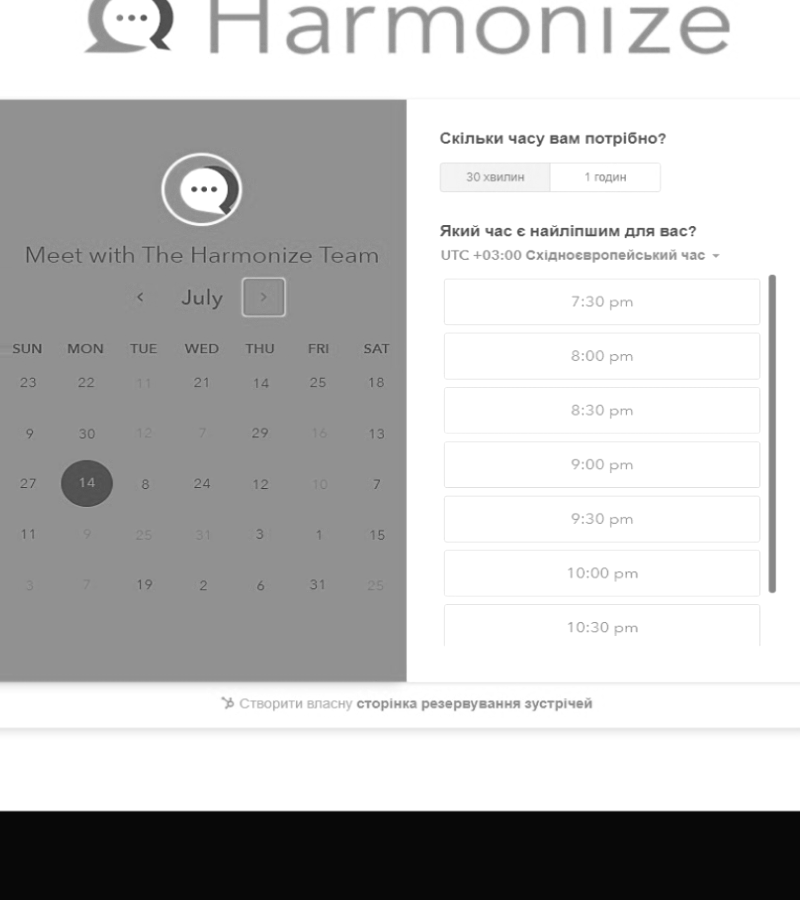 Harmonize
Meet with The Harmonize Team
July
SUN MON TUE WED THU FRI SAT
23 22 11 21 14 25 18
9 30 12 7 29 16 13
27 14 8 24 12 10 7
11 9 25 31 3 1 15
3 7 19 2 6 31 25
Скільки часу вам потрібно?
30 хвилин 1 годин
Який час є найліпшим для вас?
UTC +03:00 Східноєвропейський час
7:30 pm
8:00 pm
8:30 pm
9:00 pm
9:30 pm
10:00 pm
10:30 pm
Створити власну сторінка резервування зустрічей